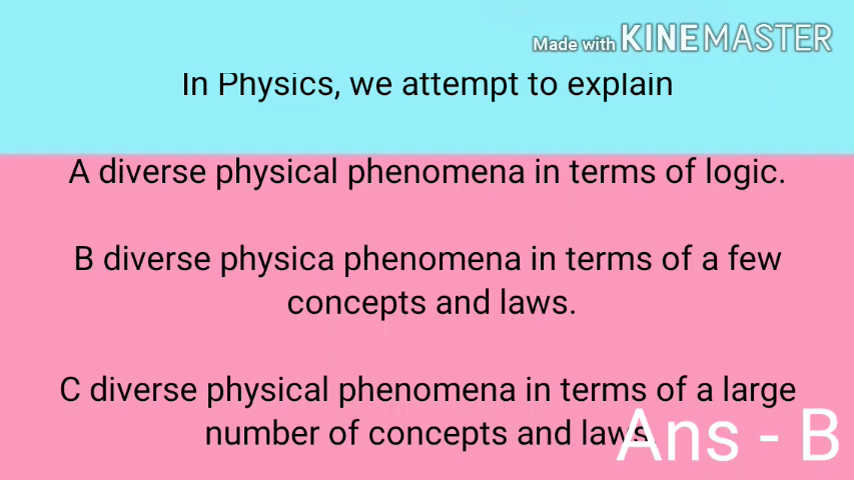 Made with KINEMASTER
In Physics, we attempt to explain
A diverse physical phenomena in terms of logic.
B diverse physica phenomena in terms of a few
concepts and laws.
C diverse physical phenomena in terms of a large
number of concepts and laws.
Ans - B